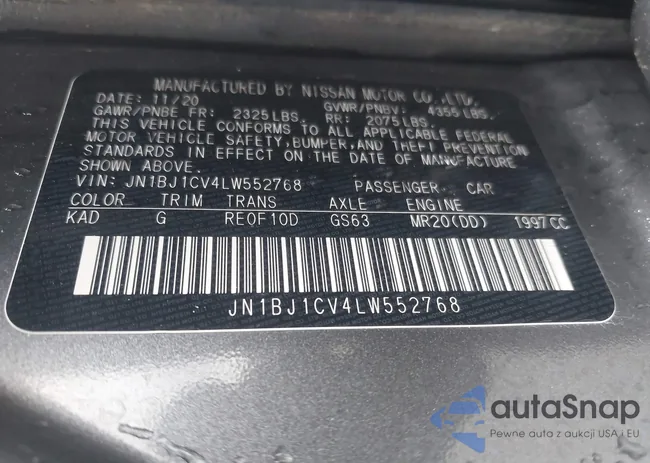 MANUFACTURED BY NISSAN MOTOR CO.,LTD.
DATE: 11/20 GVWR/PNBV: 4355LBS.
GAWR/PNBE FR: 2325LBS. RR: 2075LBS.
THIS VEHICLE CONFORMS TO ALL APPLICABLE FEDERAL
MOTOR VEHICLE SAFETY, BUMPER, AND THEFT PREVENTION
STANDARDS IN EFFECT ON THE DATE OF MANUFACTURE
SHOWN ABOVE.
VIN: JN1BJ1CV4LW552768 PASSENGER CAR
COLOR TRIM TRANS AXLE ENGINE
KAD G RE0F10D GS63 MR20(DD) 1997 CC
JN1BJ1CV4LW552768
autaSnap
Pewne auta z aukcji USA i EU